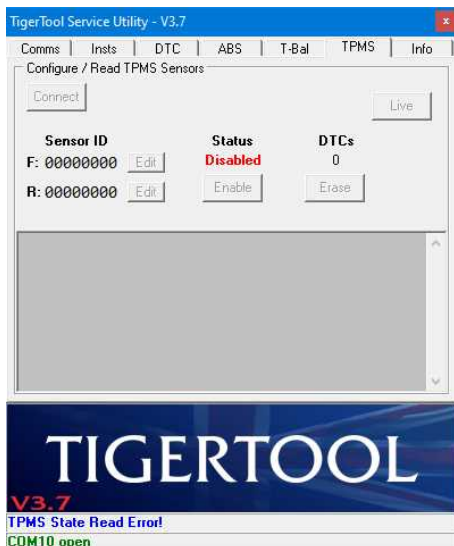 TigerTool Service Utility - V3.7
x
Comms Insts DTC ABS T-Bal TPMS Info
Configure / Read TPMS Sensors
Connect
Live
Sensor ID Status DTCs
F: 00000000 Edit Disabled 0
R: 00000000 Edit Enable Erase
TIGERTOOL
V3.7
TPMS State Read Error!
COM10 open